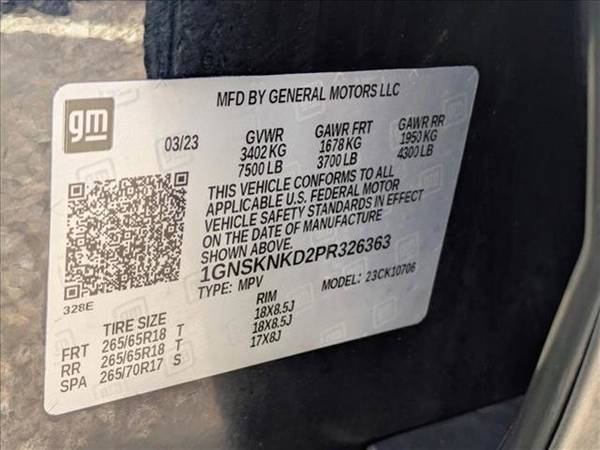 gm
MFD BY GENERAL MOTORS LLC
03/23 GVWR GAWR FRT GAWR RR
3402 KG 1678 KG 1950 KG
7500 LB 3700 LB 4300 LB
THIS VEHICLE CONFORMS TO ALL
APPLICABLE U.S. FEDERAL MOTOR
VEHICLE SAFETY STANDARDS IN EFFECT
ON THE DATE OF MANUFACTURE
SHOWN ABOVE.
1GNSKNKD2PR326363
TYPE: MPV MODEL: 23CK10706
328E
TIRE SIZE RIM
FRT 265/65R18 T 18X8.5J
RR 265/65R18 T 18X8.5J
SPA 265/70R17 S 17X8J